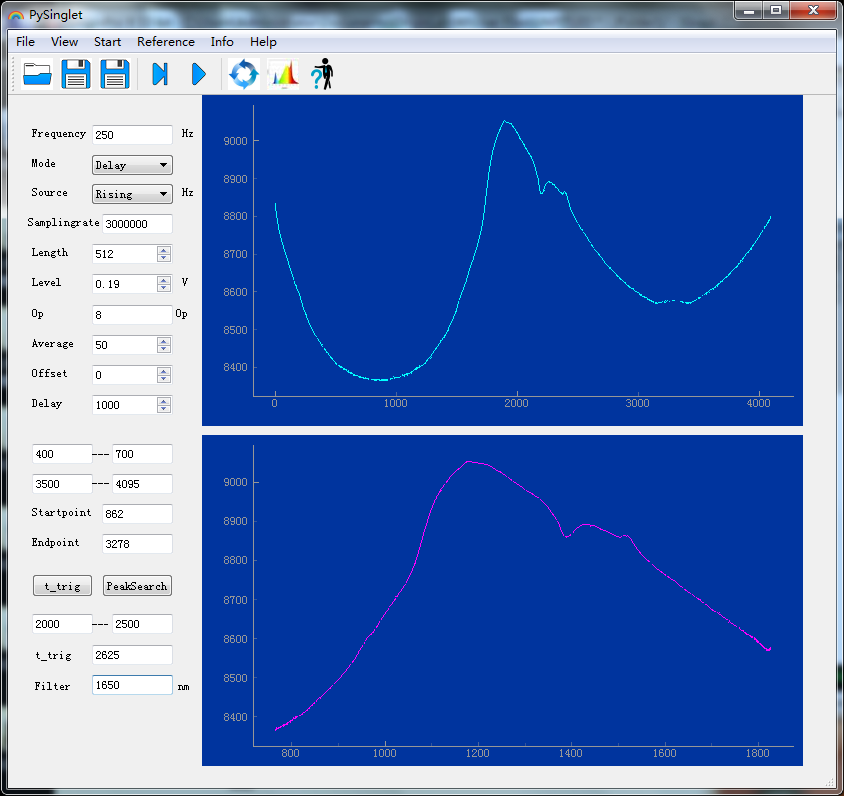 PySinglet
File View Start Reference Info Help
Frequency 250 Hz
Mode Delay
Source Rising Hz
Samplingrate 3000000
Length 512
Level 0.19 V
Op 8 Op
Average 50
Offset 0
Delay 1000
400 --- 700
3500 --- 4095
Startpoint 862
Endpoint 3278
t_trig PeakSearch
2000 --- 2500
t_trig 2625
Filter 1650 nm
9000
8900
8800
8700
8600
8500
8400
0 1000 2000 3000 4000
9000
8900
8800
8700
8600
8500
8400
800 1000 1200 1400 1600 1800